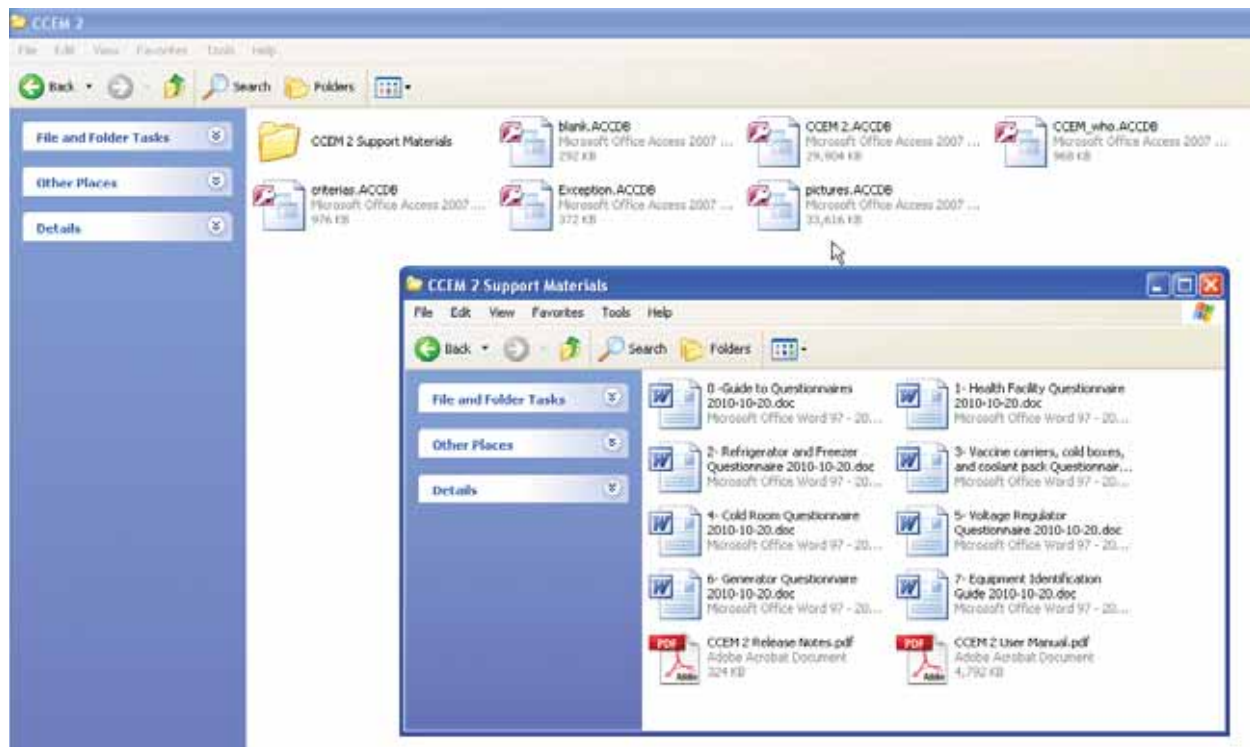 CCEM 2
File Edit View Favorites Tools Help
Back Search Folders
File and Folder Tasks
Other Places
Details
CCEM 2 Support Materials
blank.ACCDB
Microsoft Office Access 2007 ...
292 KB
CCEM 2.ACCDB
Microsoft Office Access 2007 ...
29,904 KB
CCEM_who.ACCDB
Microsoft Office Access 2007 ...
968 KB
criterias.ACCDB
Microsoft Office Access 2007 ...
976 KB
Exception.ACCDB
Microsoft Office Access 2007 ...
372 KB
pictures.ACCDB
Microsoft Office Access 2007 ...
33,616 KB
CCEM 2 Support Materials
File Edit View Favorites Tools Help
Back Search Folders
File and Folder Tasks
Other Places
Details
0 -Guide to Questionnaires
2010-10-20.doc
Microsoft Office Word 97 - 20...
1- Health Facility Questionnaire
2010-10-20.doc
Microsoft Office Word 97 - 20...
2- Refrigerator and Freezer
Questionnaire 2010-10-20.doc
Microsoft Office Word 97 - 20...
3- Vaccine carriers, cold boxes,
and coolant pack Questionnair...
Microsoft Office Word 97 - 20...
4- Cold Room Questionnaire
2010-10-20.doc
Microsoft Office Word 97 - 20...
5- Voltage Regulator
Questionnaire 2010-10-20.doc
Microsoft Office Word 97 - 20...
6- Generator Questionnaire
2010-10-20.doc
Microsoft Office Word 97 - 20...
7- Equipment Identification
Guide 2010-10-20.doc
Microsoft Office Word 97 - 20...
PDF
Adobe
CCEM 2 Release Notes.pdf
Adobe Acrobat Document
324 KB
PDF
Adobe
CCEM 2 User Manual.pdf
Adobe Acrobat Document
4,792 KB